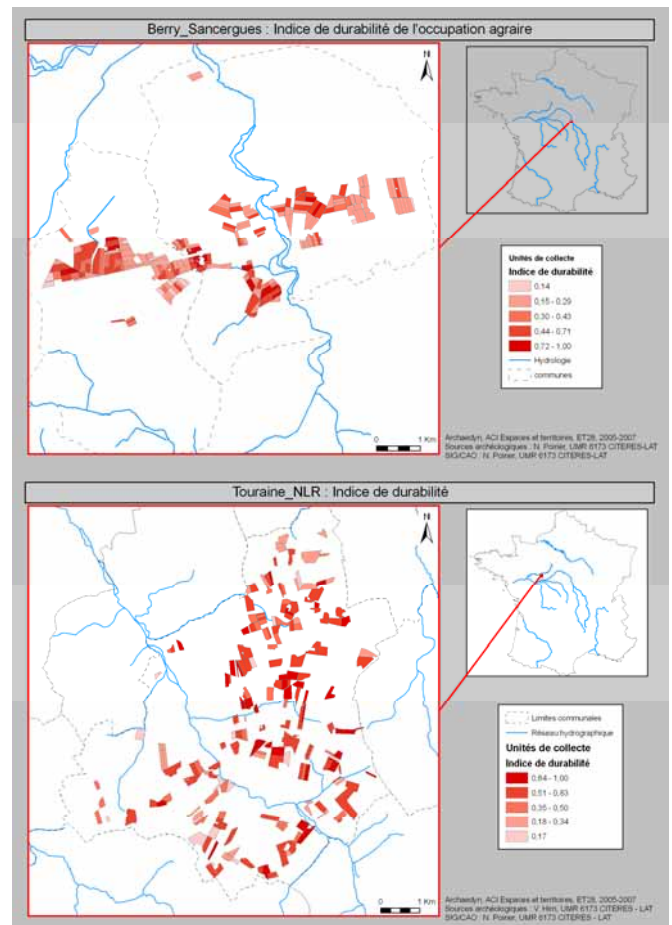 Berry_Sancergues : Indice de durabilité de l'occupation agraire
N
0 1 Km
Unités de collecte
Indice de durabilité
0,14
0,15 - 0,29
0,30 - 0,43
0,44 - 0,71
0,72 - 1,00
Hydrologie
communes
Archaedyn, ACI Espaces et territoires, ET28, 2005-2007
Sources archéologiques : N. Poirier, UMR 6173 CITERES-LAT
SIG/CAO : N. Poirier, UMR 6173 CITERES-LAT
Touraine_NLR : Indice de durabilité
N
0 1 Km
Limites communales
Réseau hydrographique
Unités de collecte
Indice de durabilité
0,64 - 1,00
0,51 - 0,63
0,35 - 0,50
0,18 - 0,34
0,17
Archaedyn, ACI Espaces et territoires, ET28, 2005-2007
Sources archéologiques : V. Hirn, UMR 6173 CITERES - LAT
SIG/CAO : N. Poirier, UMR 6173 CITERES - LAT